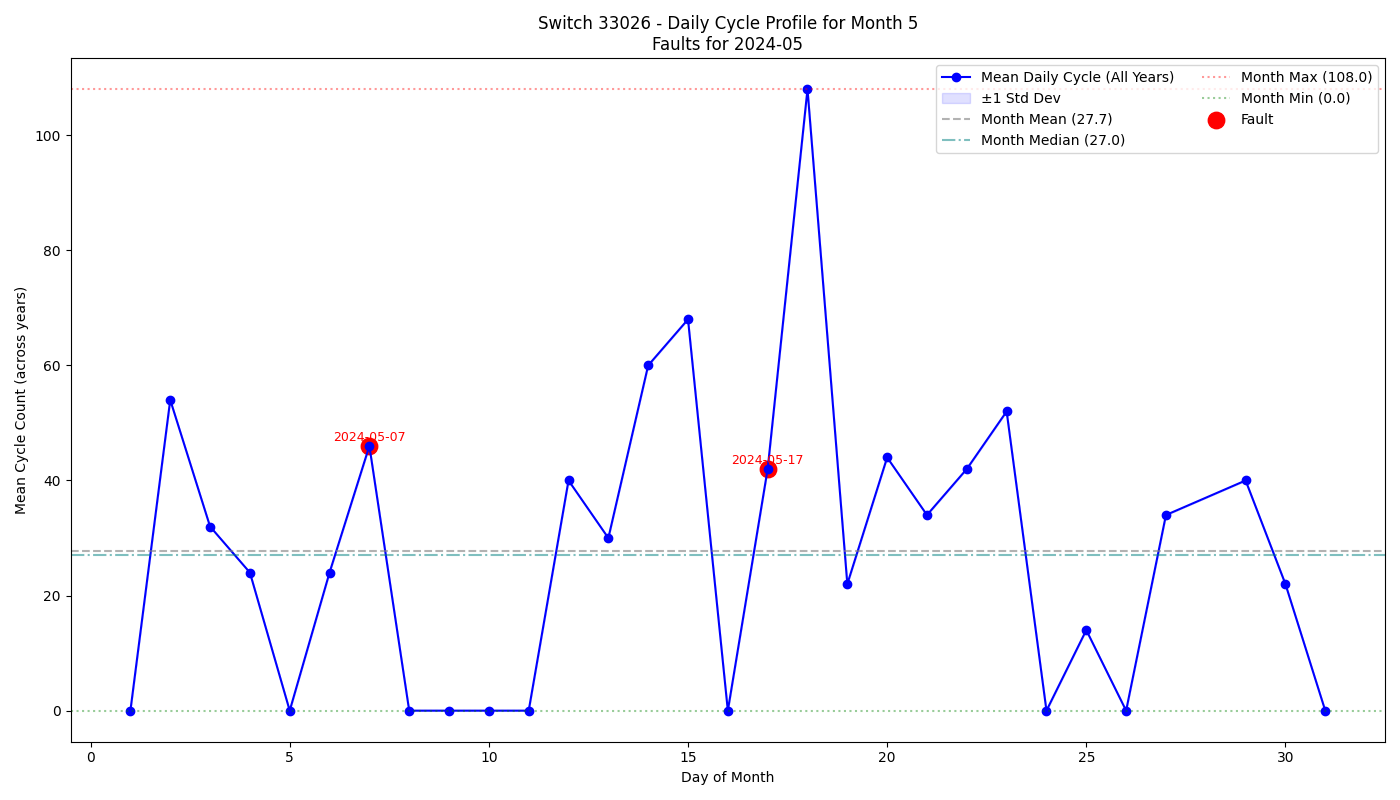 Switch 33026 - Daily Cycle Profile for Month 5
Faults for 2024-05
Mean Daily Cycle (All Years)
±1 Std Dev
Month Mean (27.7)
Month Median (27.0)
Month Max (108.0)
Month Min (0.0)
Fault
Mean Cycle Count (across years)
100
80
60
40
20
0
2024-05-07
2024-05-17
0
5
10
15
20
25
30
Day of Month